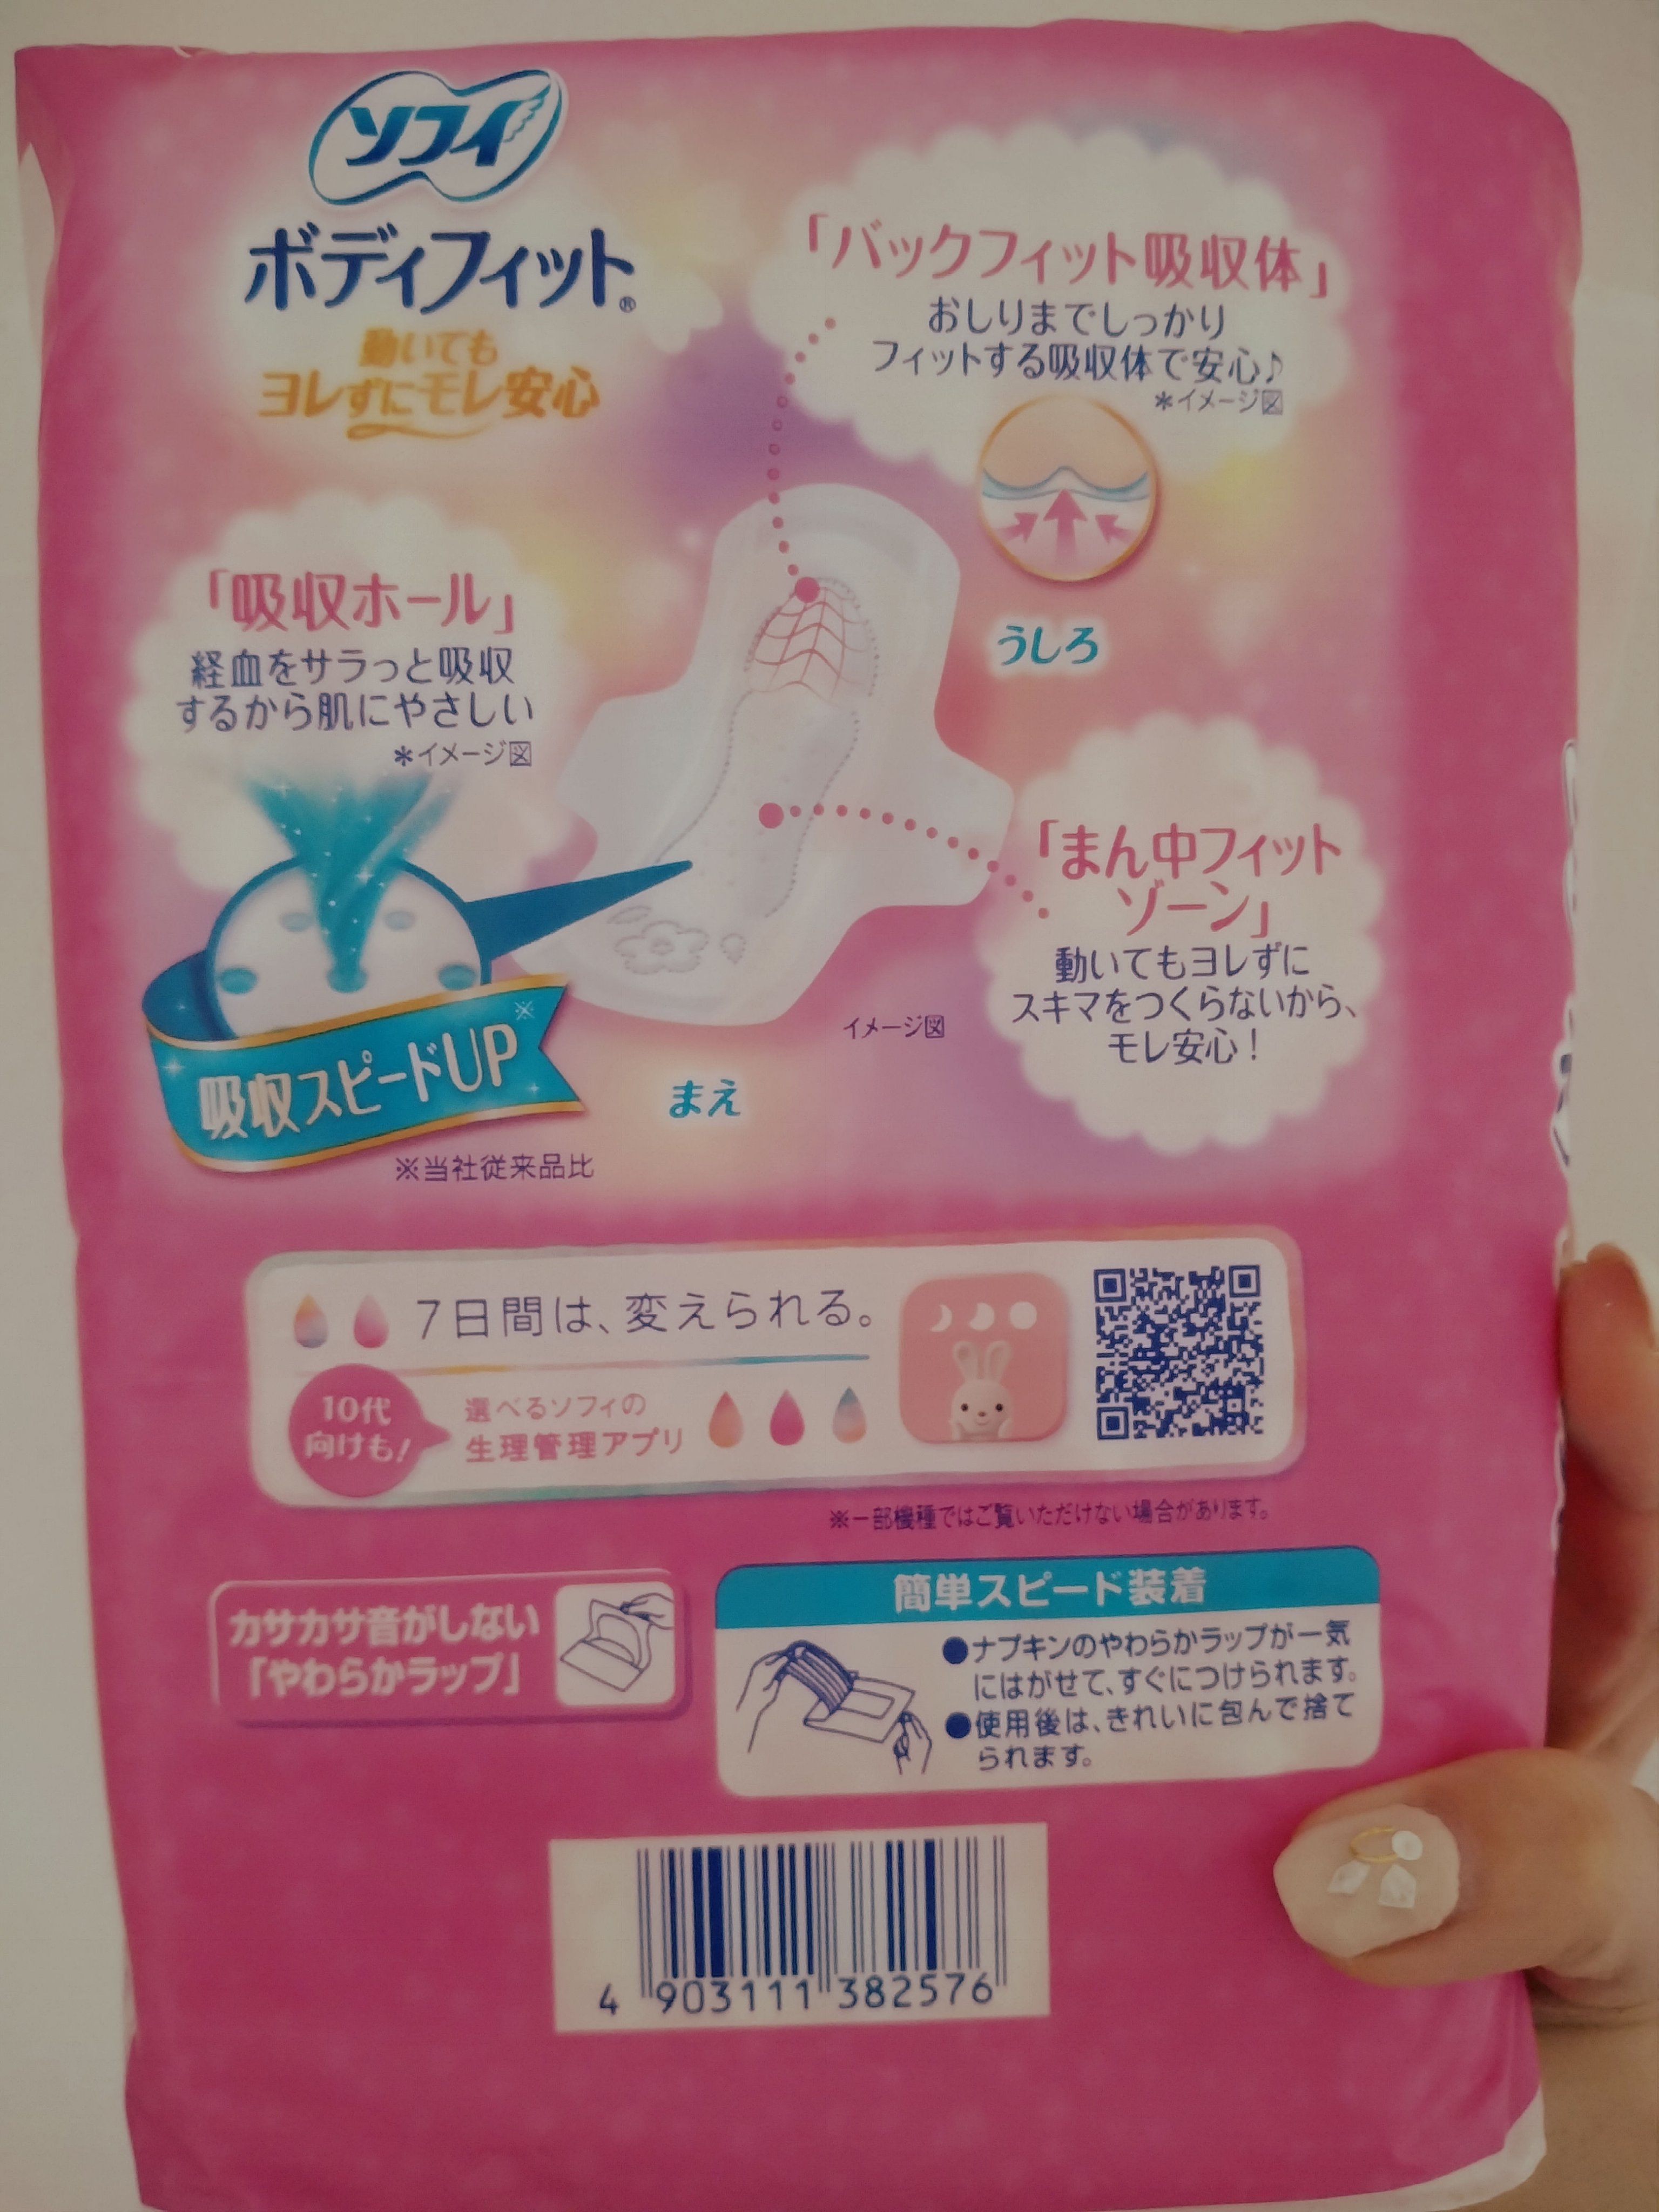 ソフィ
ボディフィット®
動いても
ヨレずにモレ安心
「バックフィット吸収体」
おしりまでしっかり
フィットする吸収体で安心♪
*イメージ図
「吸収ホール」
経血をサラっと吸収
するから肌にやさしい
*イメージ図
うしろ
「まん中フィット
ゾーン」
動いてもヨレずに
スキマをつくらないから、
モレ安心!
イメージ図
吸収スピードUP※
まえ
※当社従来品比
7日間は、変えられる。
10代
向けも!
選べるソフィの
生理管理アプリ
※一部機種ではご覧いただけない場合があります。
カサカサ音がしない
「やわらかラップ」
簡単スピード装着
●ナプキンのやわらかラップが一気
にはがせて、すぐにつけられます。
●使用後は、きれいに包んで捨て
られます。
4 903111 382576